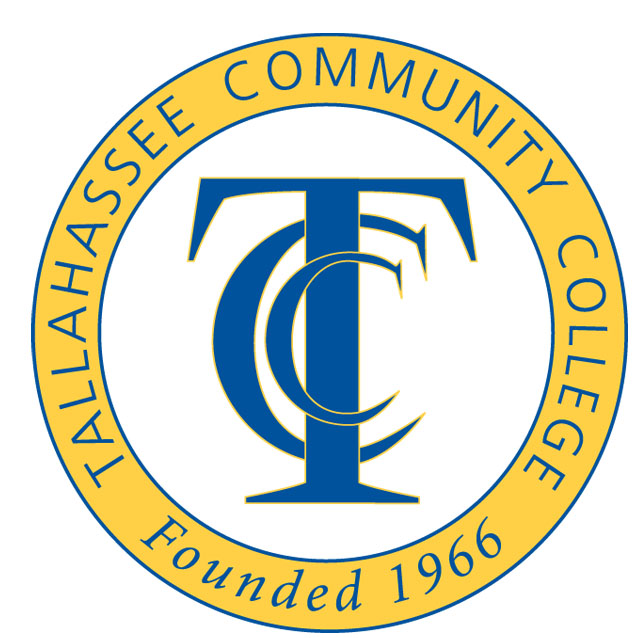 TALLAHASSEE COMMUNITY COLLEGE
TCC
Founded 1966